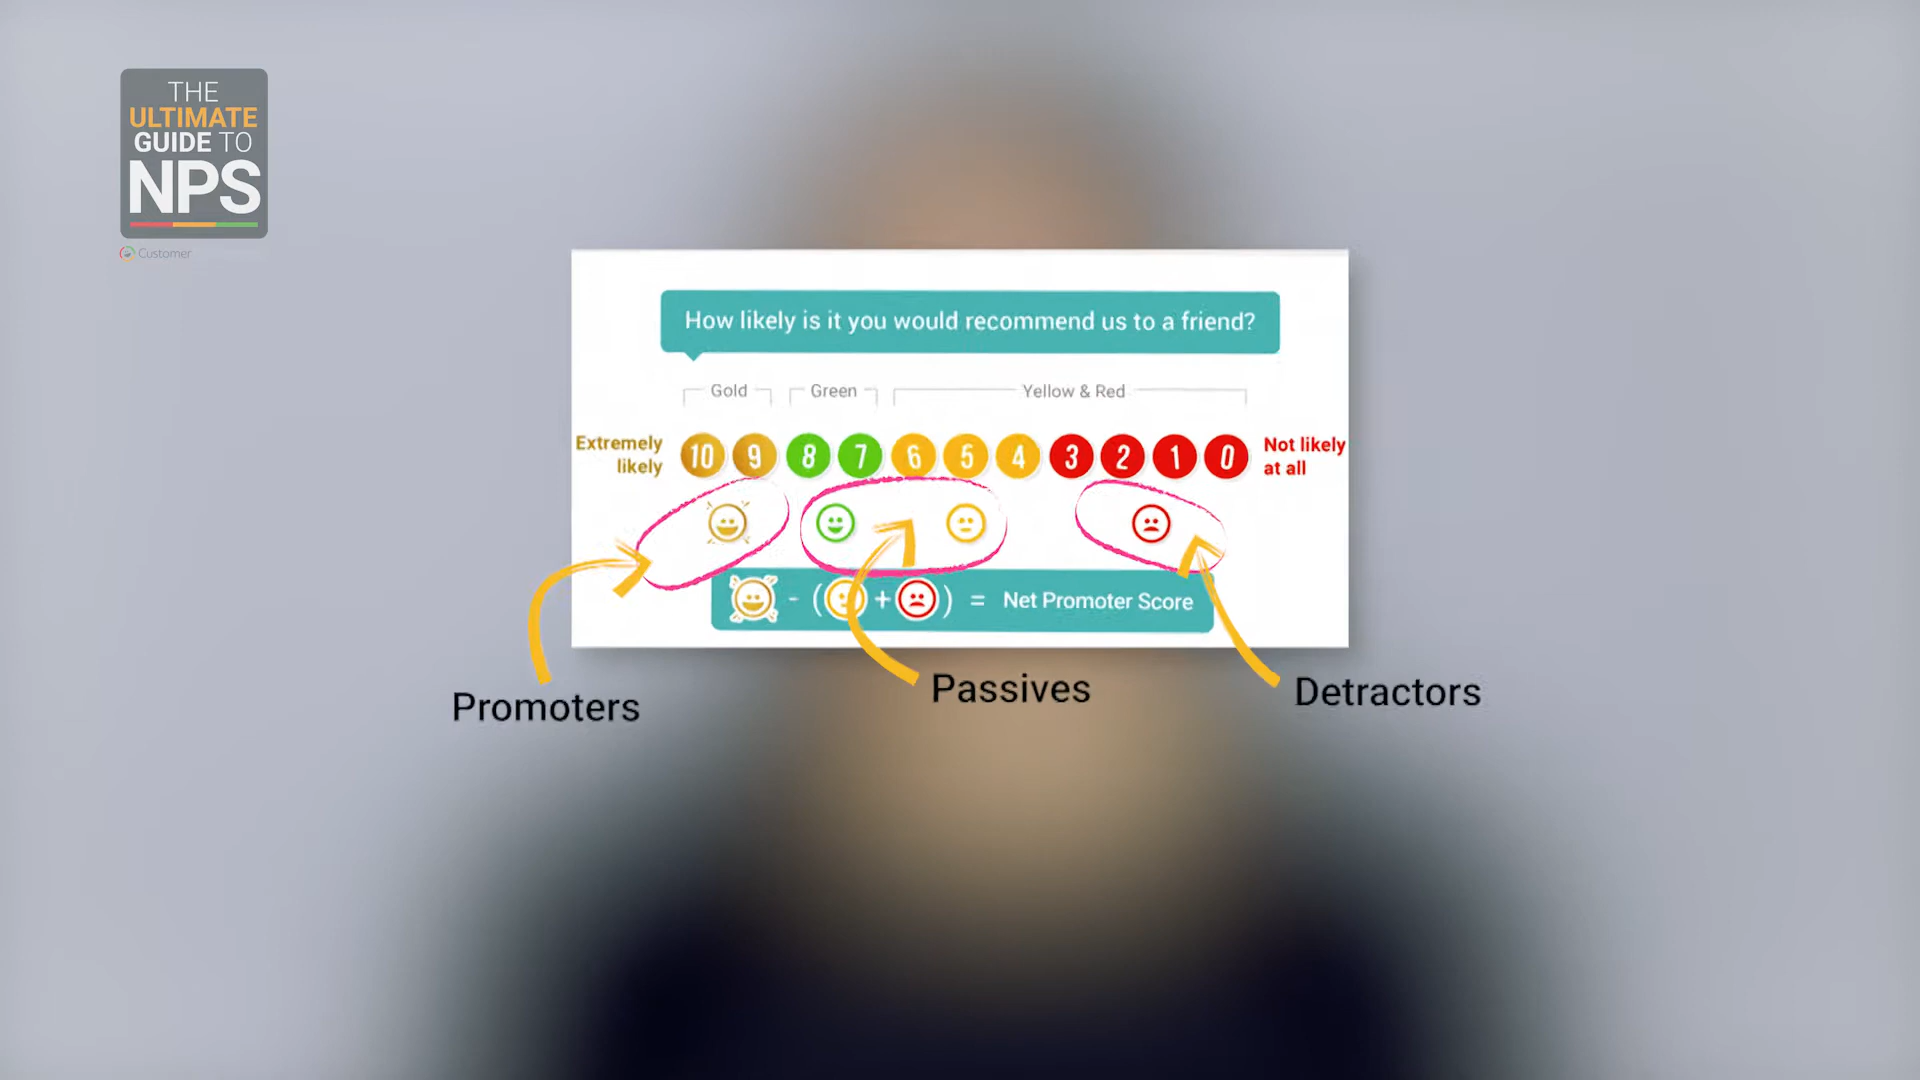 THE
ULTIMATE
GUIDE TO
NPS
Customer
How likely is it you would recommend us to a friend?
Gold Green Yellow & Red
Extremely likely
10 9 8 7 6 5 4 3 2 1 0
Not likely at all
- ( + ) = Net Promoter Score
Promoters
Passives
Detractors